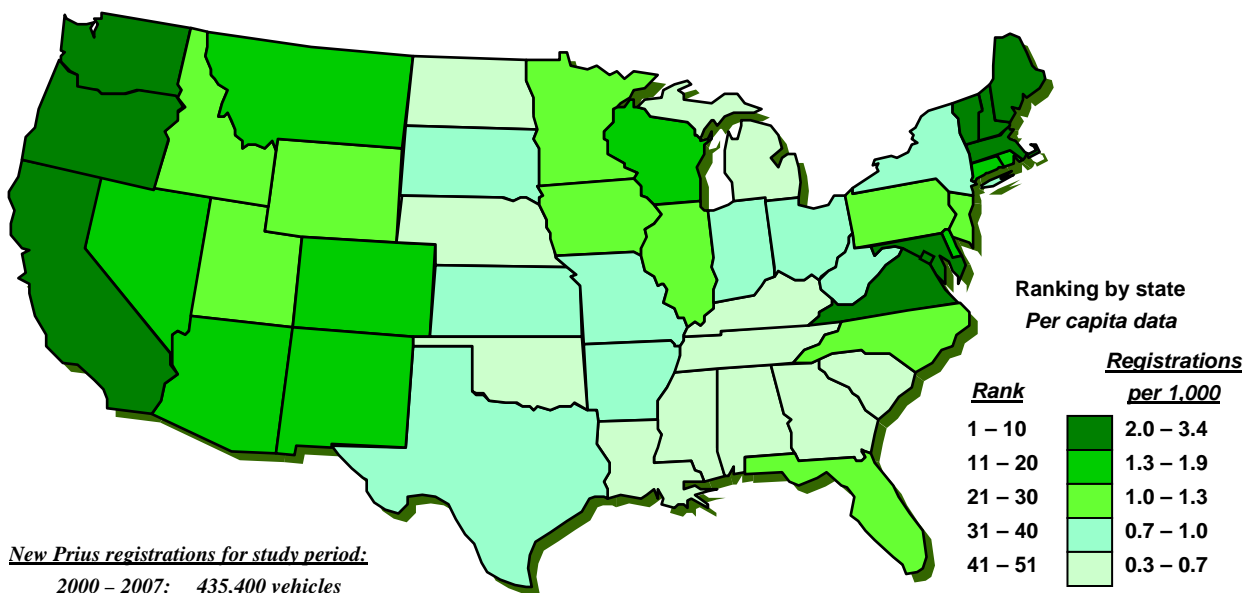 Ranking by state
Per capita data
Rank Registrations per 1,000
1 – 10 2.0 – 3.4
11 – 20 1.3 – 1.9
21 – 30 1.0 – 1.3
31 – 40 0.7 – 1.0
41 – 51 0.3 – 0.7
New Prius registrations for study period:
2000 – 2007: 435,400 vehicles